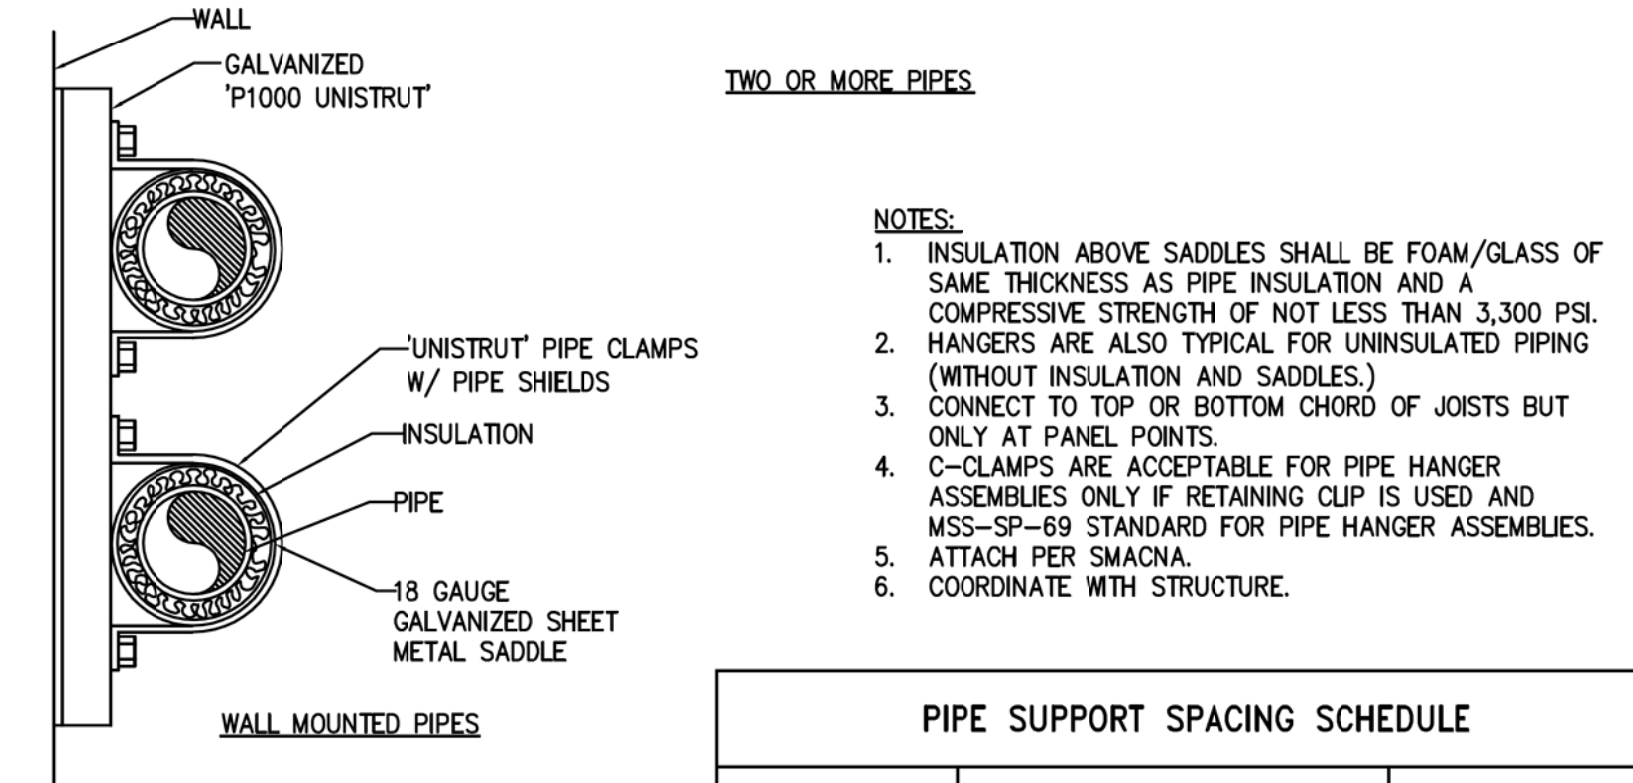 WALL
GALVANIZED
'P1000 UNISTRUT'
TWO OR MORE PIPES
'UNISTRUT' PIPE CLAMPS
W/ PIPE SHIELDS
INSULATION
PIPE
18 GAUGE
GALVANIZED SHEET
METAL SADDLE
WALL MOUNTED PIPES
NOTES:
1. INSULATION ABOVE SADDLES SHALL BE FOAM/GLASS OF
SAME THICKNESS AS PIPE INSULATION AND A
COMPRESSIVE STRENGTH OF NOT LESS THAN 3,300 PSI.
2. HANGERS ARE ALSO TYPICAL FOR UNINSULATED PIPING
(WITHOUT INSULATION AND SADDLES.)
3. CONNECT TO TOP OR BOTTOM CHORD OF JOISTS BUT
ONLY AT PANEL POINTS.
4. C-CLAMPS ARE ACCEPTABLE FOR PIPE HANGER
ASSEMBLIES ONLY IF RETAINING CLIP IS USED AND
MSS-SP-69 STANDARD FOR PIPE HANGER ASSEMBLIES.
5. ATTACH PER SMACNA.
6. COORDINATE WITH STRUCTURE.
PIPE SUPPORT SPACING SCHEDULE